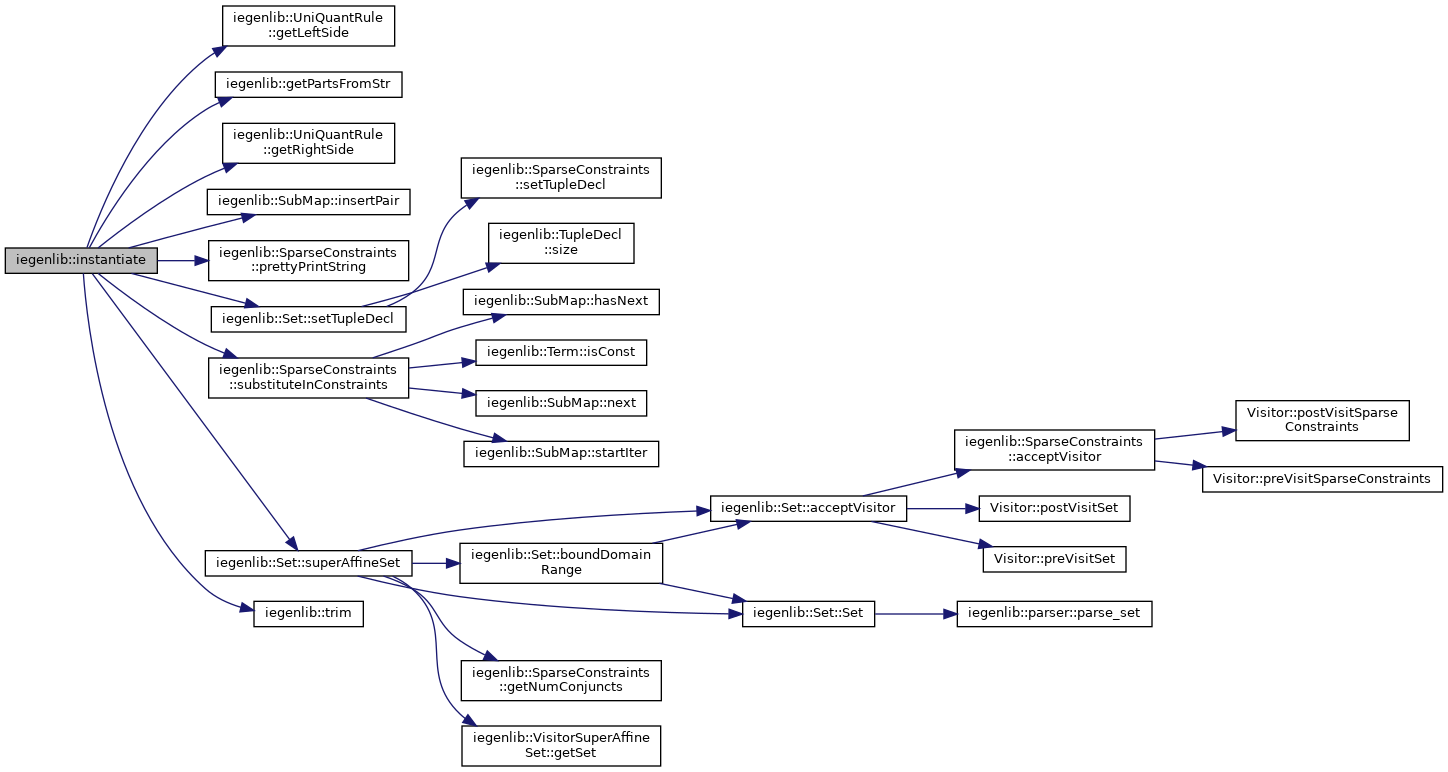 iegenlib::instantiate
iegenlib::UniQuantRule
::getLeftSide
iegenlib::getPartsFromStr
iegenlib::UniQuantRule
::getRightSide
iegenlib::SubMap::insertPair
iegenlib::SparseConstraints
::prettyPrintString
iegenlib::Set::setTupleDecl
iegenlib::SparseConstraints
::substituteInConstraints
iegenlib::Set::superAffineSet
iegenlib::trim
iegenlib::SparseConstraints
::setTupleDecl
iegenlib::TupleDecl
::size
iegenlib::SubMap::hasNext
iegenlib::Term::isConst
iegenlib::SubMap::next
iegenlib::SubMap::startIter
iegenlib::Set::boundDomain
Range
iegenlib::SparseConstraints
::getNumConjuncts
iegenlib::VisitorSuperAffine
Set::getSet
iegenlib::Set::acceptVisitor
iegenlib::Set::Set
iegenlib::SparseConstraints
::acceptVisitor
Visitor::postVisitSet
Visitor::preVisitSet
iegenlib::parser::parse_set
Visitor::postVisitSparse
Constraints
Visitor::preVisitSparseConstraints